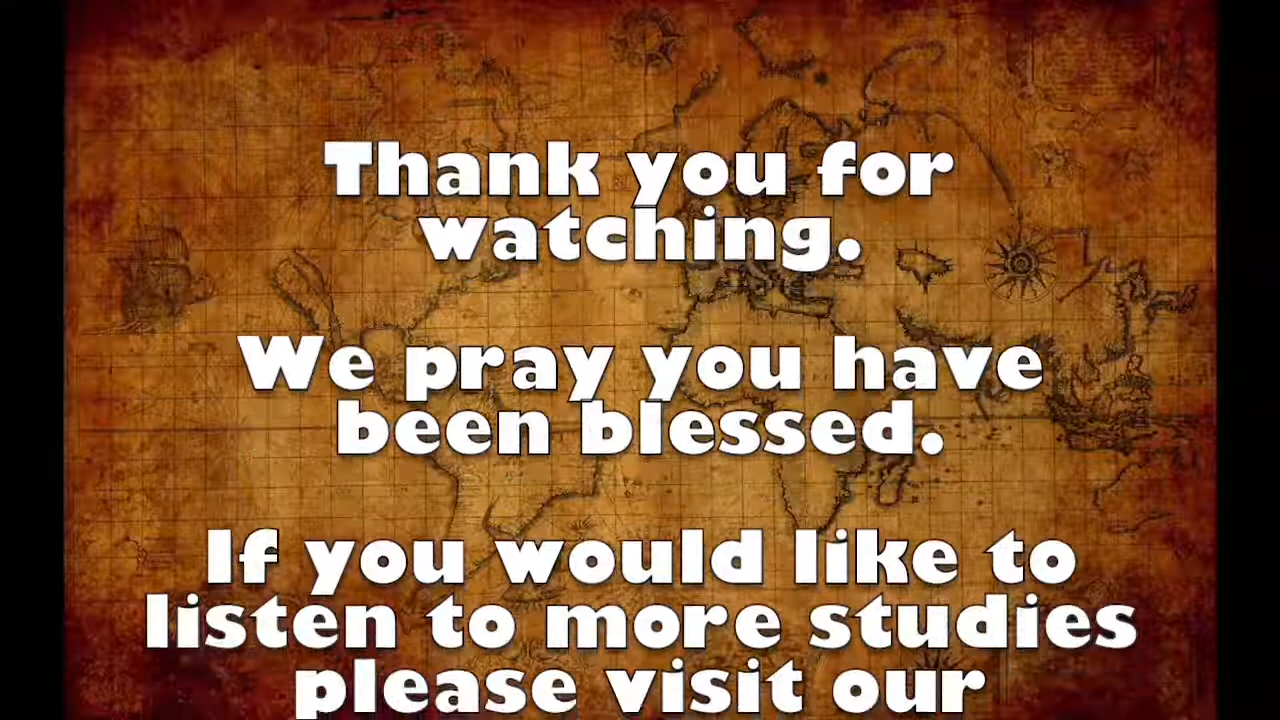 Thank you for
watching.
We pray you have
been blessed.
If you would like to
listen to more studies
please visit our